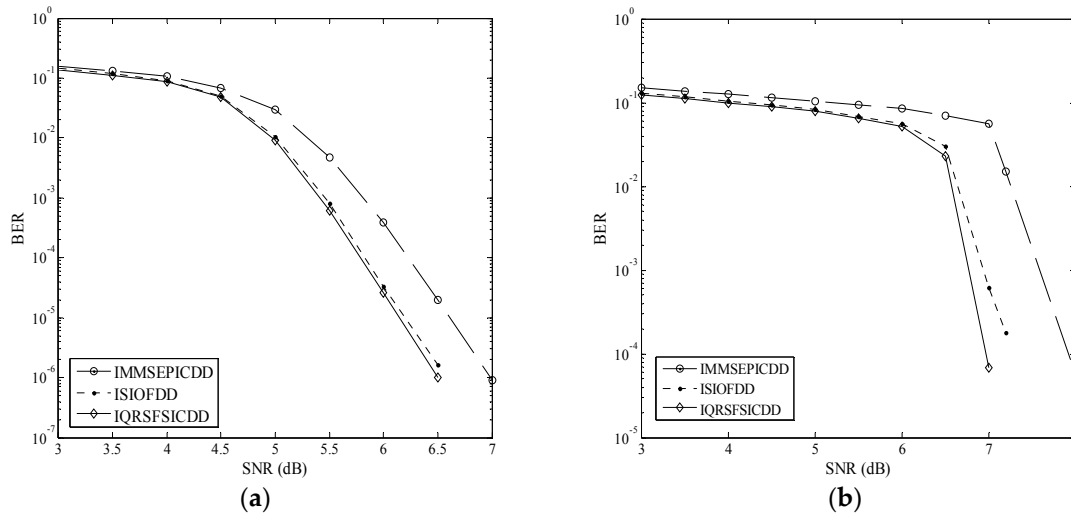 10^0
10^-1
10^-2
10^-3
10^-4
10^-5
10^-6
10^-7
BER
IMMSEPICDD
ISIOFDD
IQRSFSICDD
3 3.5 4 4.5 5 5.5 6 6.5 7
SNR (dB)
(a)
10^0
10^-1
10^-2
10^-3
10^-4
10^-5
BER
IMMSEPICDD
ISIOFDD
IQRSFSICDD
3 4 5 6 7
SNR (dB)
(b)